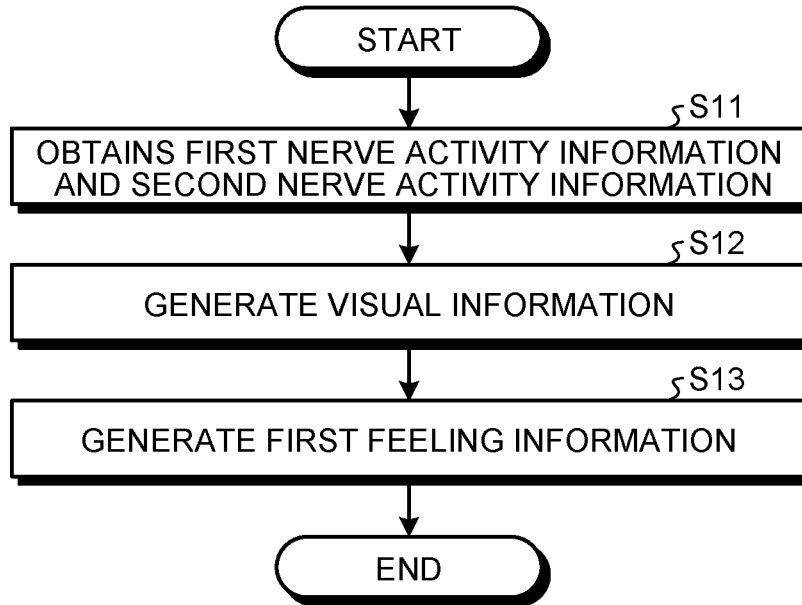 START
S11
OBTAINS FIRST NERVE ACTIVITY INFORMATION
AND SECOND NERVE ACTIVITY INFORMATION
S12
GENERATE VISUAL INFORMATION
S13
GENERATE FIRST FEELING INFORMATION
END